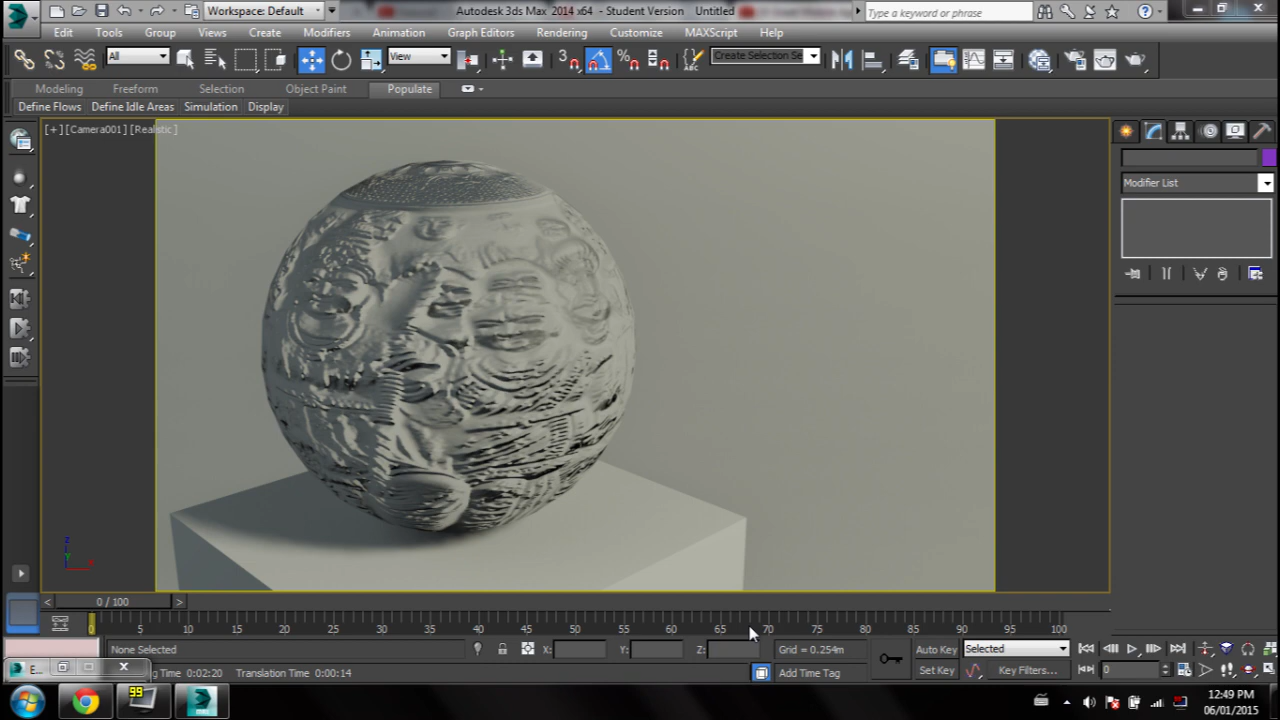 Workspace: Default
Autodesk 3ds Max 2014 x64 - Student Version Untitled
Type a keyword or phrase
Edit Tools Group Views Create Modifiers Animation Graph Editors Rendering Customize MAXScript Help
All View 3 % Create Selection Se
Modeling Freeform Selection Object Paint Populate
Define Flows Define Idle Areas Simulation Display
[+] [Camera001] [Realistic]
Modifier List
z
Y
x
< 0 / 100 >
0 5 10 15 20 25 30 35 40 45 50 55 60 65 70 75 80 85 90 95 100
None Selected X: Y: Z: Grid = 0.254m Auto Key Selected
E... ng Time 0:02:20 Translation Time 0:00:14 Add Time Tag Set Key Key Filters... 0
99
12:49 PM
06/01/2015